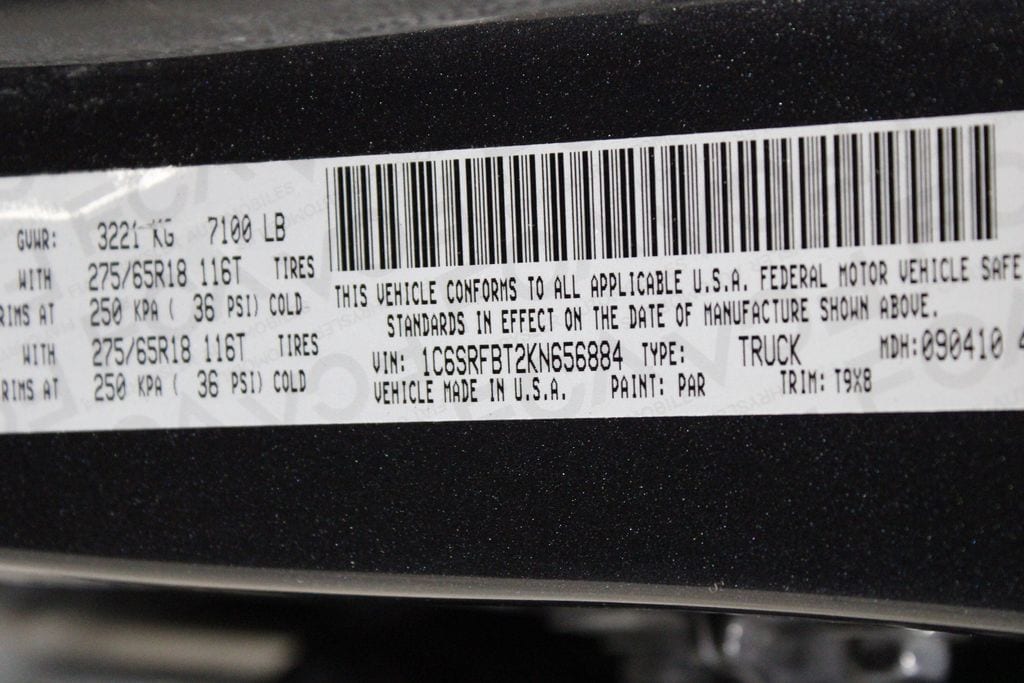 GVWR: 3221 KG 7100 LB
WITH 275/65R18 116T TIRES
RIMS AT 250 KPA ( 36 PSI) COLD
WITH 275/65R18 116T TIRES
RIMS AT 250 KPA ( 36 PSI) COLD
THIS VEHICLE CONFORMS TO ALL APPLICABLE U.S.A. FEDERAL MOTOR VEHICLE SAFE
STANDARDS IN EFFECT ON THE DATE OF MANUFACTURE SHOWN ABOVE.
VIN: 1C6SRFBT2KN656884 TYPE: TRUCK MDH:090410 4
VEHICLE MADE IN U.S.A. PAINT: PAR TRIM: T9X8